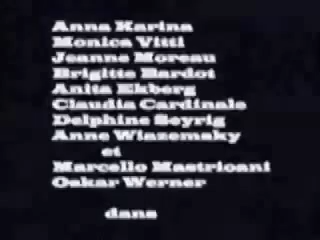 Anna Karina
Monica Vitti
Jeanne Moreau
Brigitte Bardot
Anita Ekberg
Claudia Cardinale
Delphine Seyrig
Anne Wiazemsky
et
Marcello Mastrioani
Oskar Werner
dans